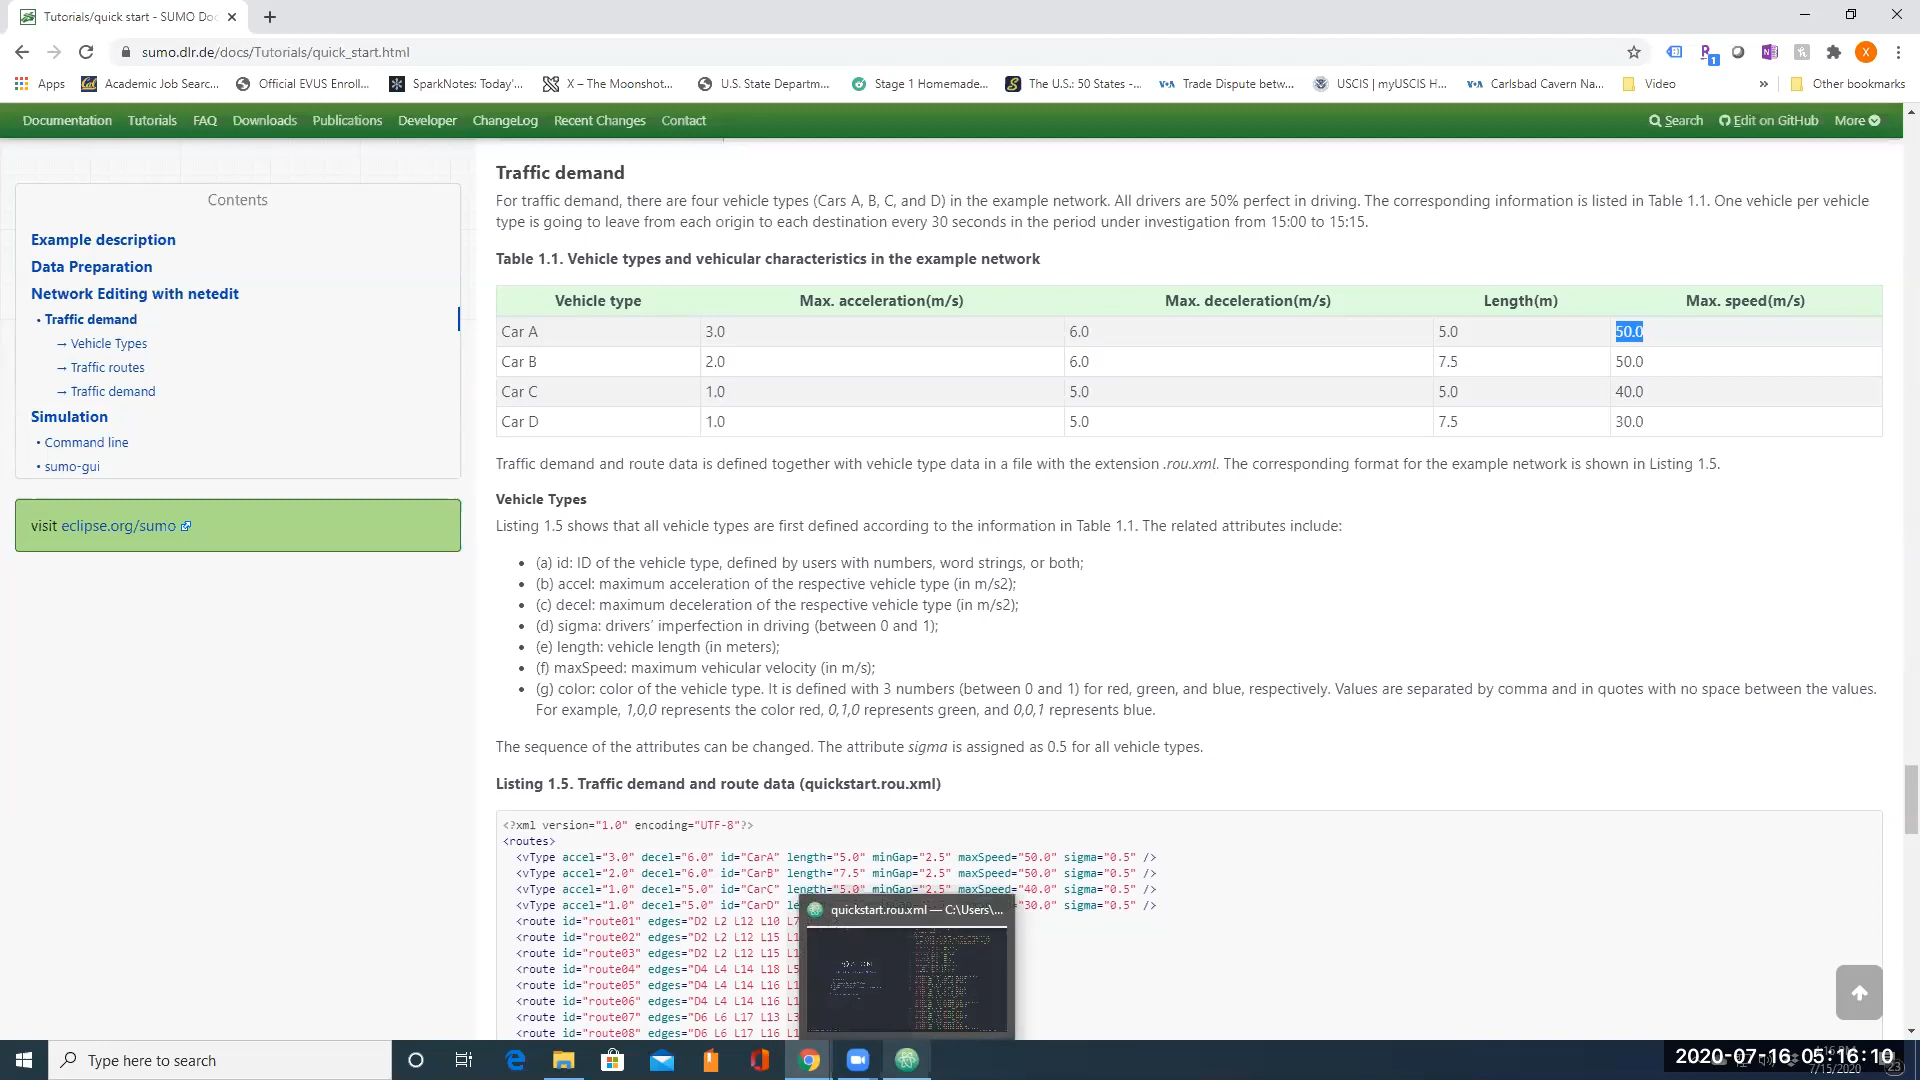 Tutorials/quick start - SUMO Doc
sumo.dlr.de/docs/Tutorials/quick_start.html
Apps Academic Job Searc... Official EVUS Enroll... SparkNotes: Today'... X – The Moonshot... U.S. State Departm... Stage 1 Homemade... The U.S.: 50 States -... Trade Dispute betw... USCIS | myUSCIS H... Carlsbad Cavern Na... Video » Other bookmarks
Documentation Tutorials FAQ Downloads Publications Developer ChangeLog Recent Changes Contact Search Edit on GitHub More
Contents
Example description
Data Preparation
Network Editing with netedit
• Traffic demand
→ Vehicle Types
→ Traffic routes
→ Traffic demand
Simulation
• Command line
• sumo-gui
visit eclipse.org/sumo
Traffic demand
For traffic demand, there are four vehicle types (Cars A, B, C, and D) in the example network. All drivers are 50% perfect in driving. The corresponding information is listed in Table 1.1. One vehicle per vehicle
type is going to leave from each origin to each destination every 30 seconds in the period under investigation from 15:00 to 15:15.
Table 1.1. Vehicle types and vehicular characteristics in the example network
Vehicle type Max. acceleration(m/s) Max. deceleration(m/s) Length(m) Max. speed(m/s)
Car A 3.0 6.0 5.0 50.0
Car B 2.0 6.0 7.5 50.0
Car C 1.0 5.0 5.0 40.0
Car D 1.0 5.0 7.5 30.0
Traffic demand and route data is defined together with vehicle type data in a file with the extension .rou.xml. The corresponding format for the example network is shown in Listing 1.5.
Vehicle Types
Listing 1.5 shows that all vehicle types are first defined according to the information in Table 1.1. The related attributes include:
• (a) id: ID of the vehicle type, defined by users with numbers, word strings, or both;
• (b) accel: maximum acceleration of the respective vehicle type (in m/s2);
• (c) decel: maximum deceleration of the respective vehicle type (in m/s2);
• (d) sigma: drivers' imperfection in driving (between 0 and 1);
• (e) length: vehicle length (in meters);
• (f) maxSpeed: maximum vehicular velocity (in m/s);
• (g) color: color of the vehicle type. It is defined with 3 numbers (between 0 and 1) for red, green, and blue, respectively. Values are separated by comma and in quotes with no space between the values.
For example, 1,0,0 represents the color red, 0,1,0 represents green, and 0,0,1 represents blue.
The sequence of the attributes can be changed. The attribute sigma is assigned as 0.5 for all vehicle types.
Listing 1.5. Traffic demand and route data (quickstart.rou.xml)
<?xml version="1.0" encoding="UTF-8"?>
<routes>
<vType accel="3.0" decel="6.0" id="CarA" length="5.0" minGap="2.5" maxSpeed="50.0" sigma="0.5" />
<vType accel="2.0" decel="6.0" id="CarB" length="7.5" minGap="2.5" maxSpeed="50.0" sigma="0.5" />
<vType accel="1.0" decel="5.0" id="CarC" length="5.0" minGap="2.5" maxSpeed="40.0" sigma="0.5" />
<vType accel="1.0" decel="5.0" id="CarD" le ="30.0" sigma="0.5" />
<route id="route01" edges="D2 L2 L12 L10 L7
<route id="route02" edges="D2 L2 L12 L15 L1
<route id="route03" edges="D2 L2 L12 L15 L1
<route id="route04" edges="D4 L4 L14 L18 L5
<route id="route05" edges="D4 L4 L14 L16 L1
<route id="route06" edges="D4 L4 L14 L16 L1
<route id="route07" edges="D6 L6 L17 L13 L3
<route id="route08" edges="D6 L6 L17 L16 L1
quickstart.rou.xml — C:\Users\...
Type here to search
2020-07-16 05:16:10
7/15/2020